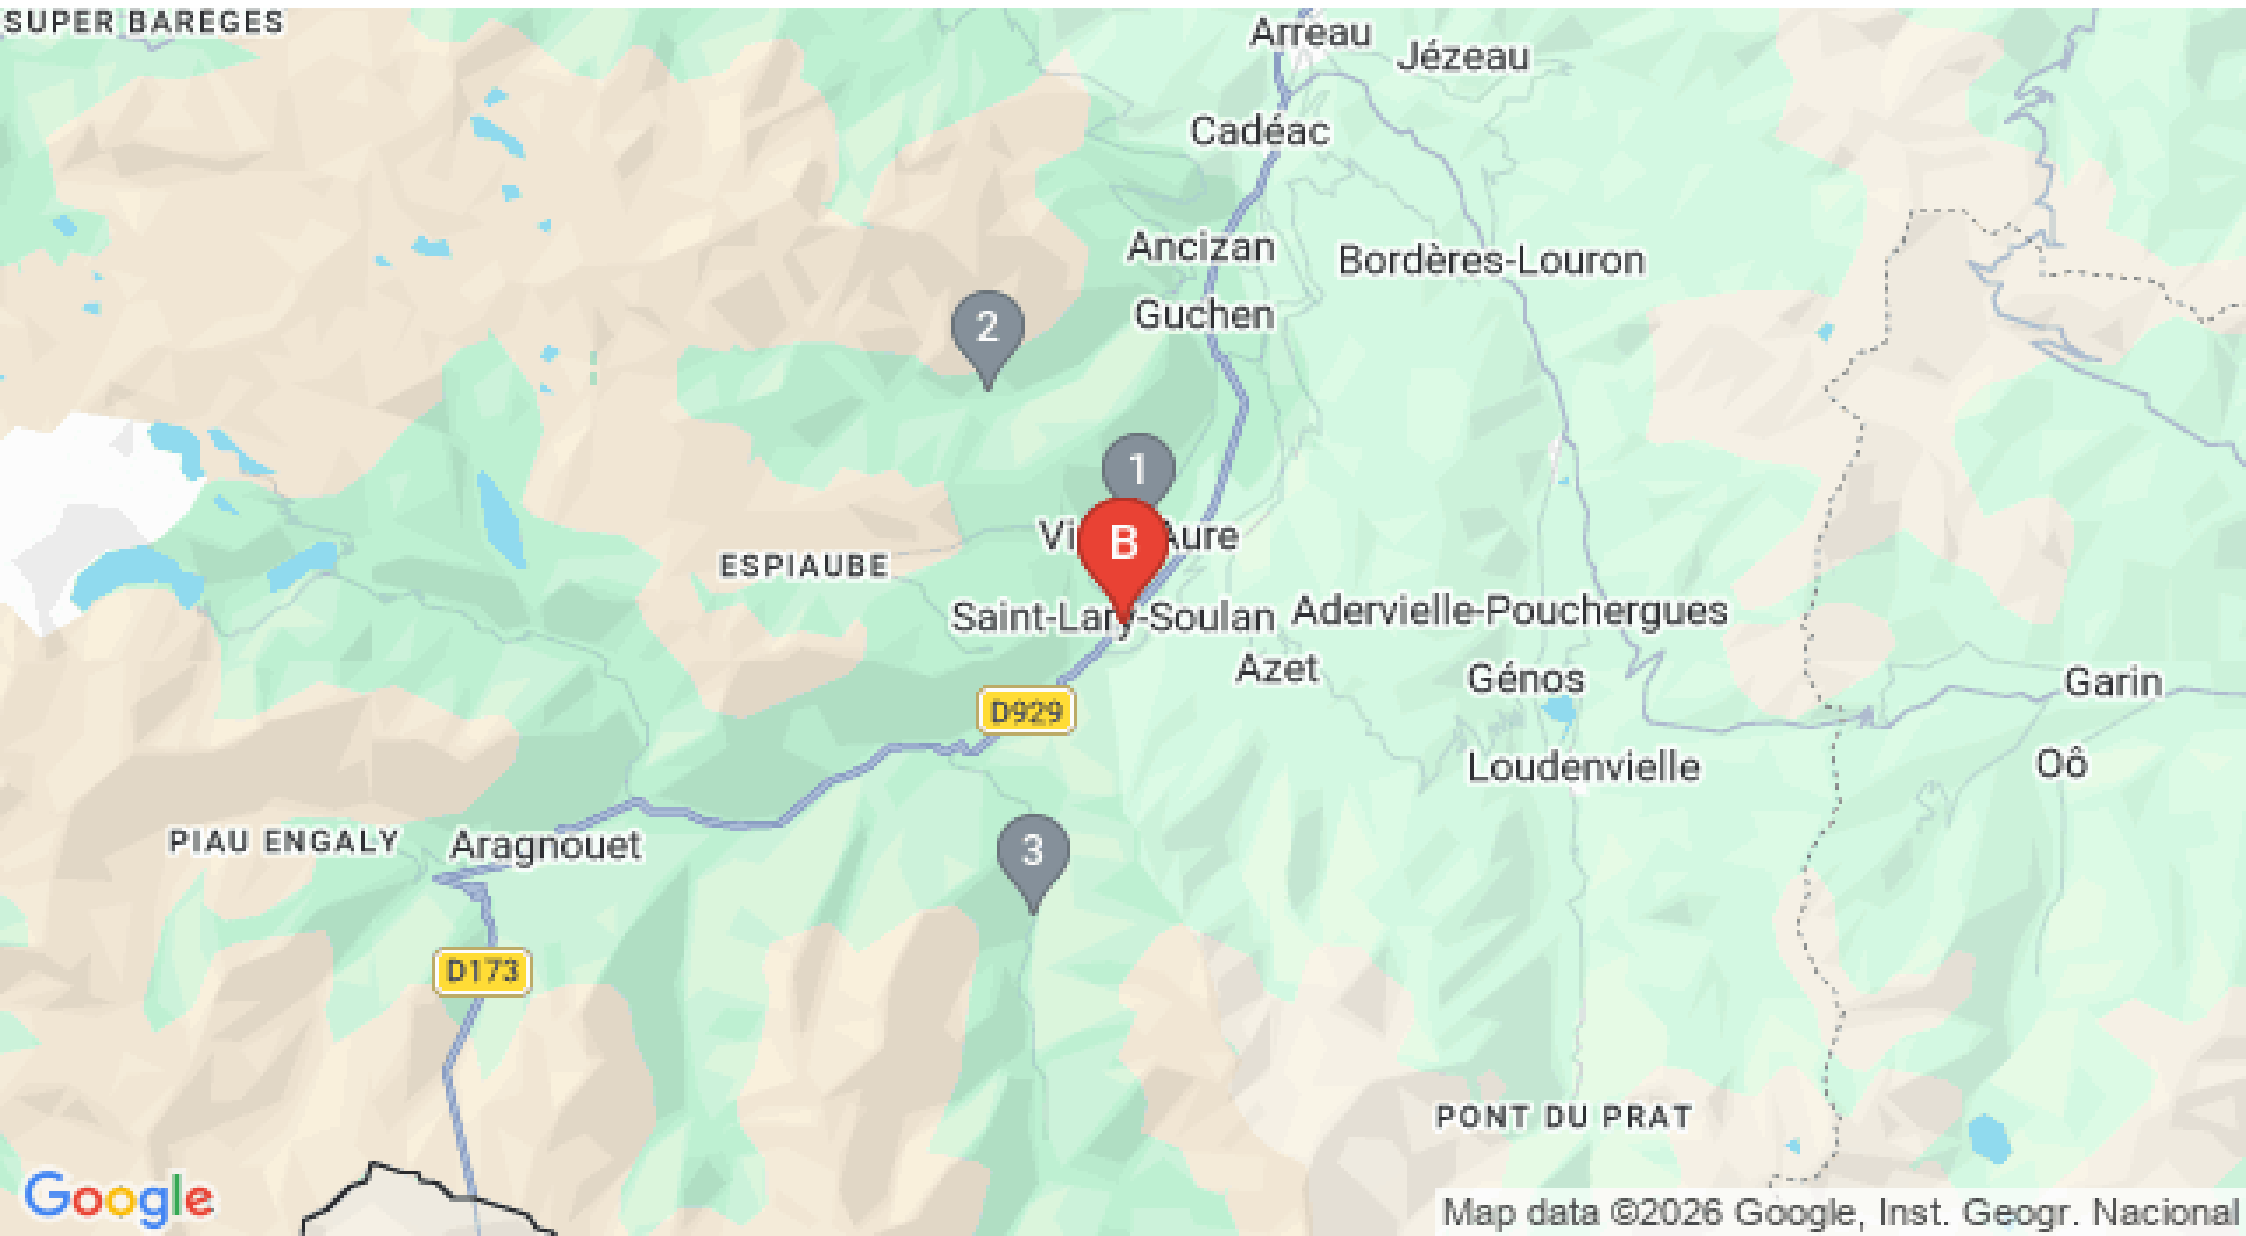 SUPER BAREGES
Arreau
Jézeau
Cadéac
Ancizan
Bordères-Louron
Guchen
2
1
Vi Aure
B
ESPIAUBE
Saint-Lary-Soulan
Adervielle-Pouchergues
Azet
Génos
Garin
D929
Loudenvielle
Oô
PIAU ENGALY
Aragnouet
3
D173
PONT DU PRAT
Google
Map data ©2026 Google, Inst. Geogr. Nacional